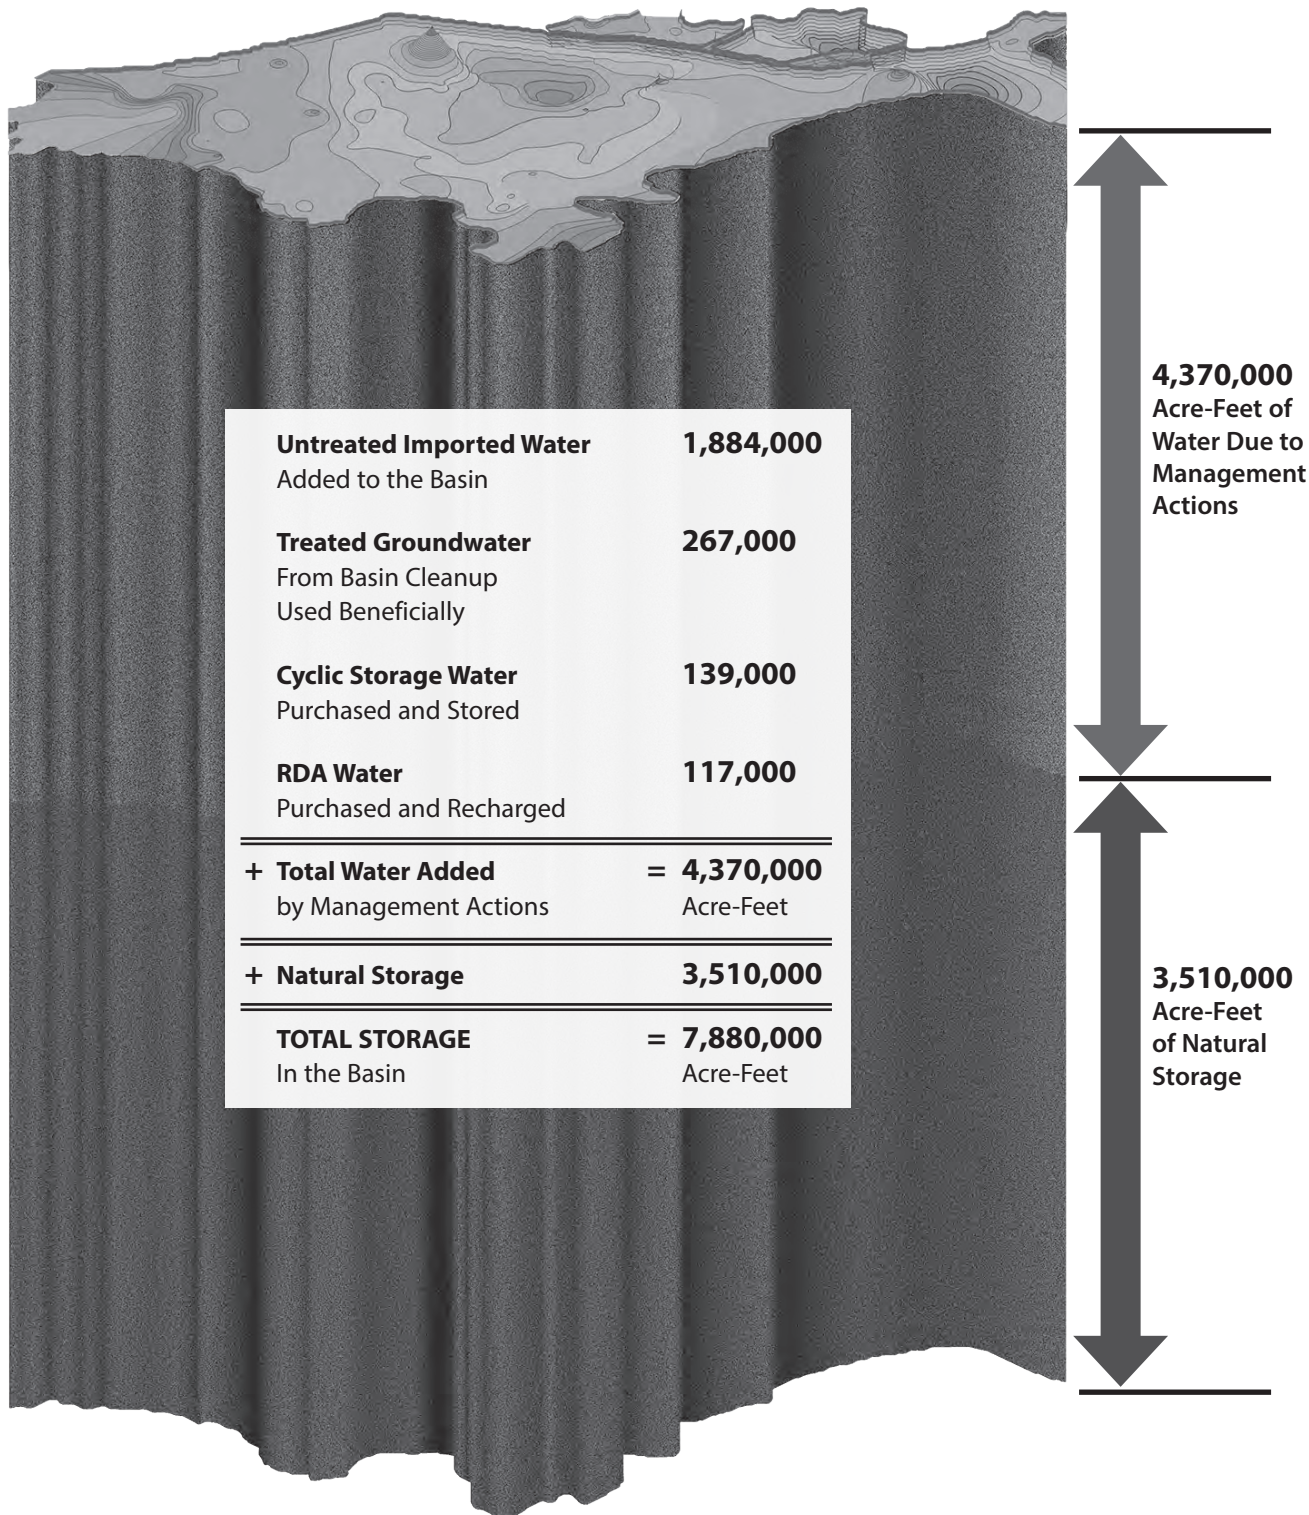 Untreated Imported Water 1,884,000
Added to the Basin
Treated Groundwater 267,000
From Basin Cleanup
Used Beneficially
Cyclic Storage Water 139,000
Purchased and Stored
RDA Water 117,000
Purchased and Recharged
+ Total Water Added = 4,370,000
by Management Actions Acre-Feet
+ Natural Storage 3,510,000
TOTAL STORAGE = 7,880,000
In the Basin Acre-Feet
4,370,000
Acre-Feet of
Water Due to
Management
Actions
3,510,000
Acre-Feet
of Natural
Storage